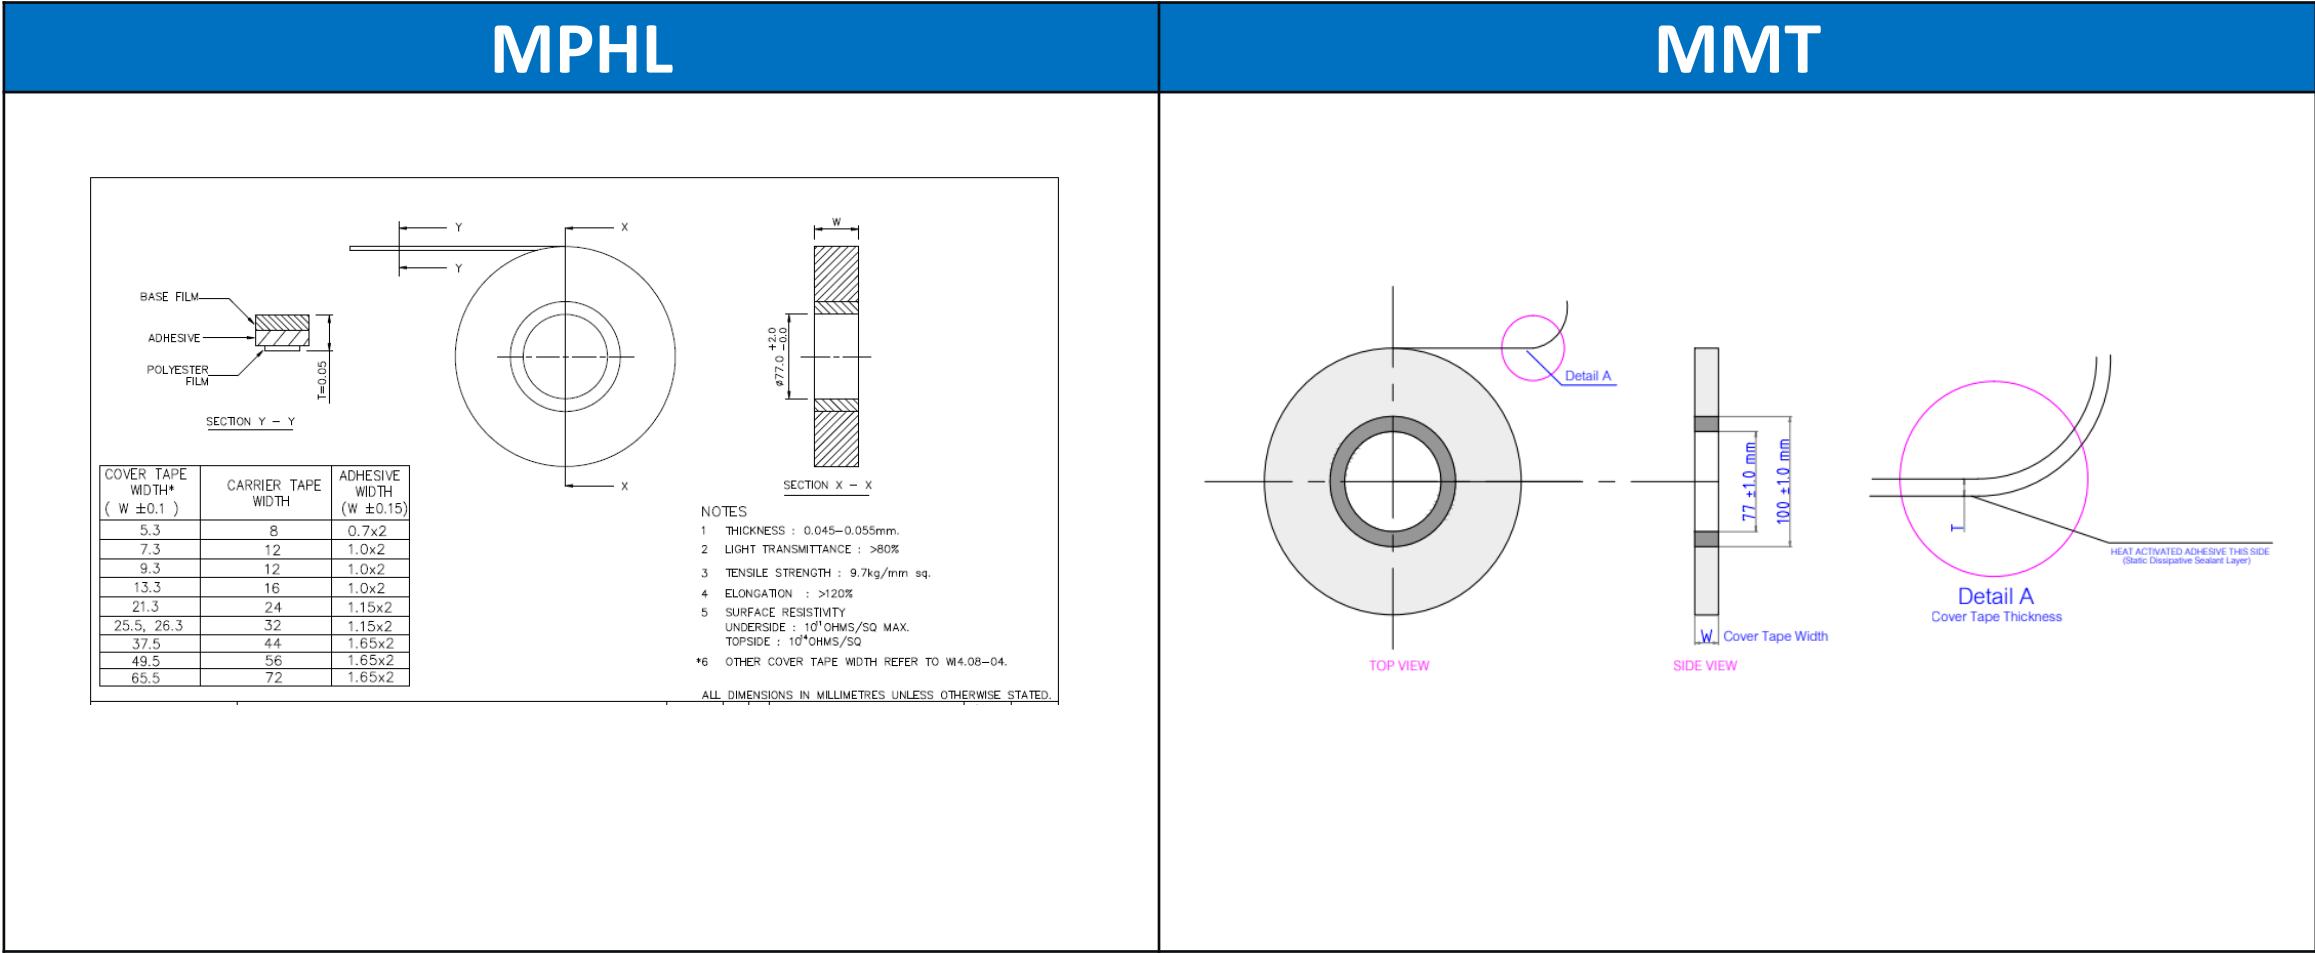 MPHL
MMT
Y
X
W
Y
BASE FILM
ADHESIVE
POLYESTER
FILM
T=0.05
SECTION Y – Y
ø77.0 +2.0 -0.0
X
SECTION X – X
COVER TAPE WIDTH* ( W ±0.1 ) CARRIER TAPE WIDTH ADHESIVE WIDTH (W ±0.15)
5.3 8 0.7x2
7.3 12 1.0x2
9.3 12 1.0x2
13.3 16 1.0x2
21.3 24 1.15x2
25.5, 26.3 32 1.15x2
37.5 44 1.65x2
49.5 56 1.65x2
65.5 72 1.65x2
NOTES
1 THICKNESS : 0.045–0.055mm.
2 LIGHT TRANSMITTANCE : >80%
3 TENSILE STRENGTH : 9.7kg/mm sq.
4 ELONGATION : >120%
5 SURFACE RESISTIVITY
UNDERSIDE : 10¹¹OHMS/SQ MAX.
TOPSIDE : 10¹⁴OHMS/SQ
*6 OTHER COVER TAPE WIDTH REFER TO WI4.08–04.
ALL DIMENSIONS IN MILLIMETRES UNLESS OTHERWISE STATED.
Detail A
77 ±1.0 mm
100 ±1.0 mm
W Cover Tape Width
TOP VIEW
SIDE VIEW
T
HEAT ACTIVATED ADHESIVE THIS SIDE
(Static Dissipative Sealant Layer)
Detail A
Cover Tape Thickness